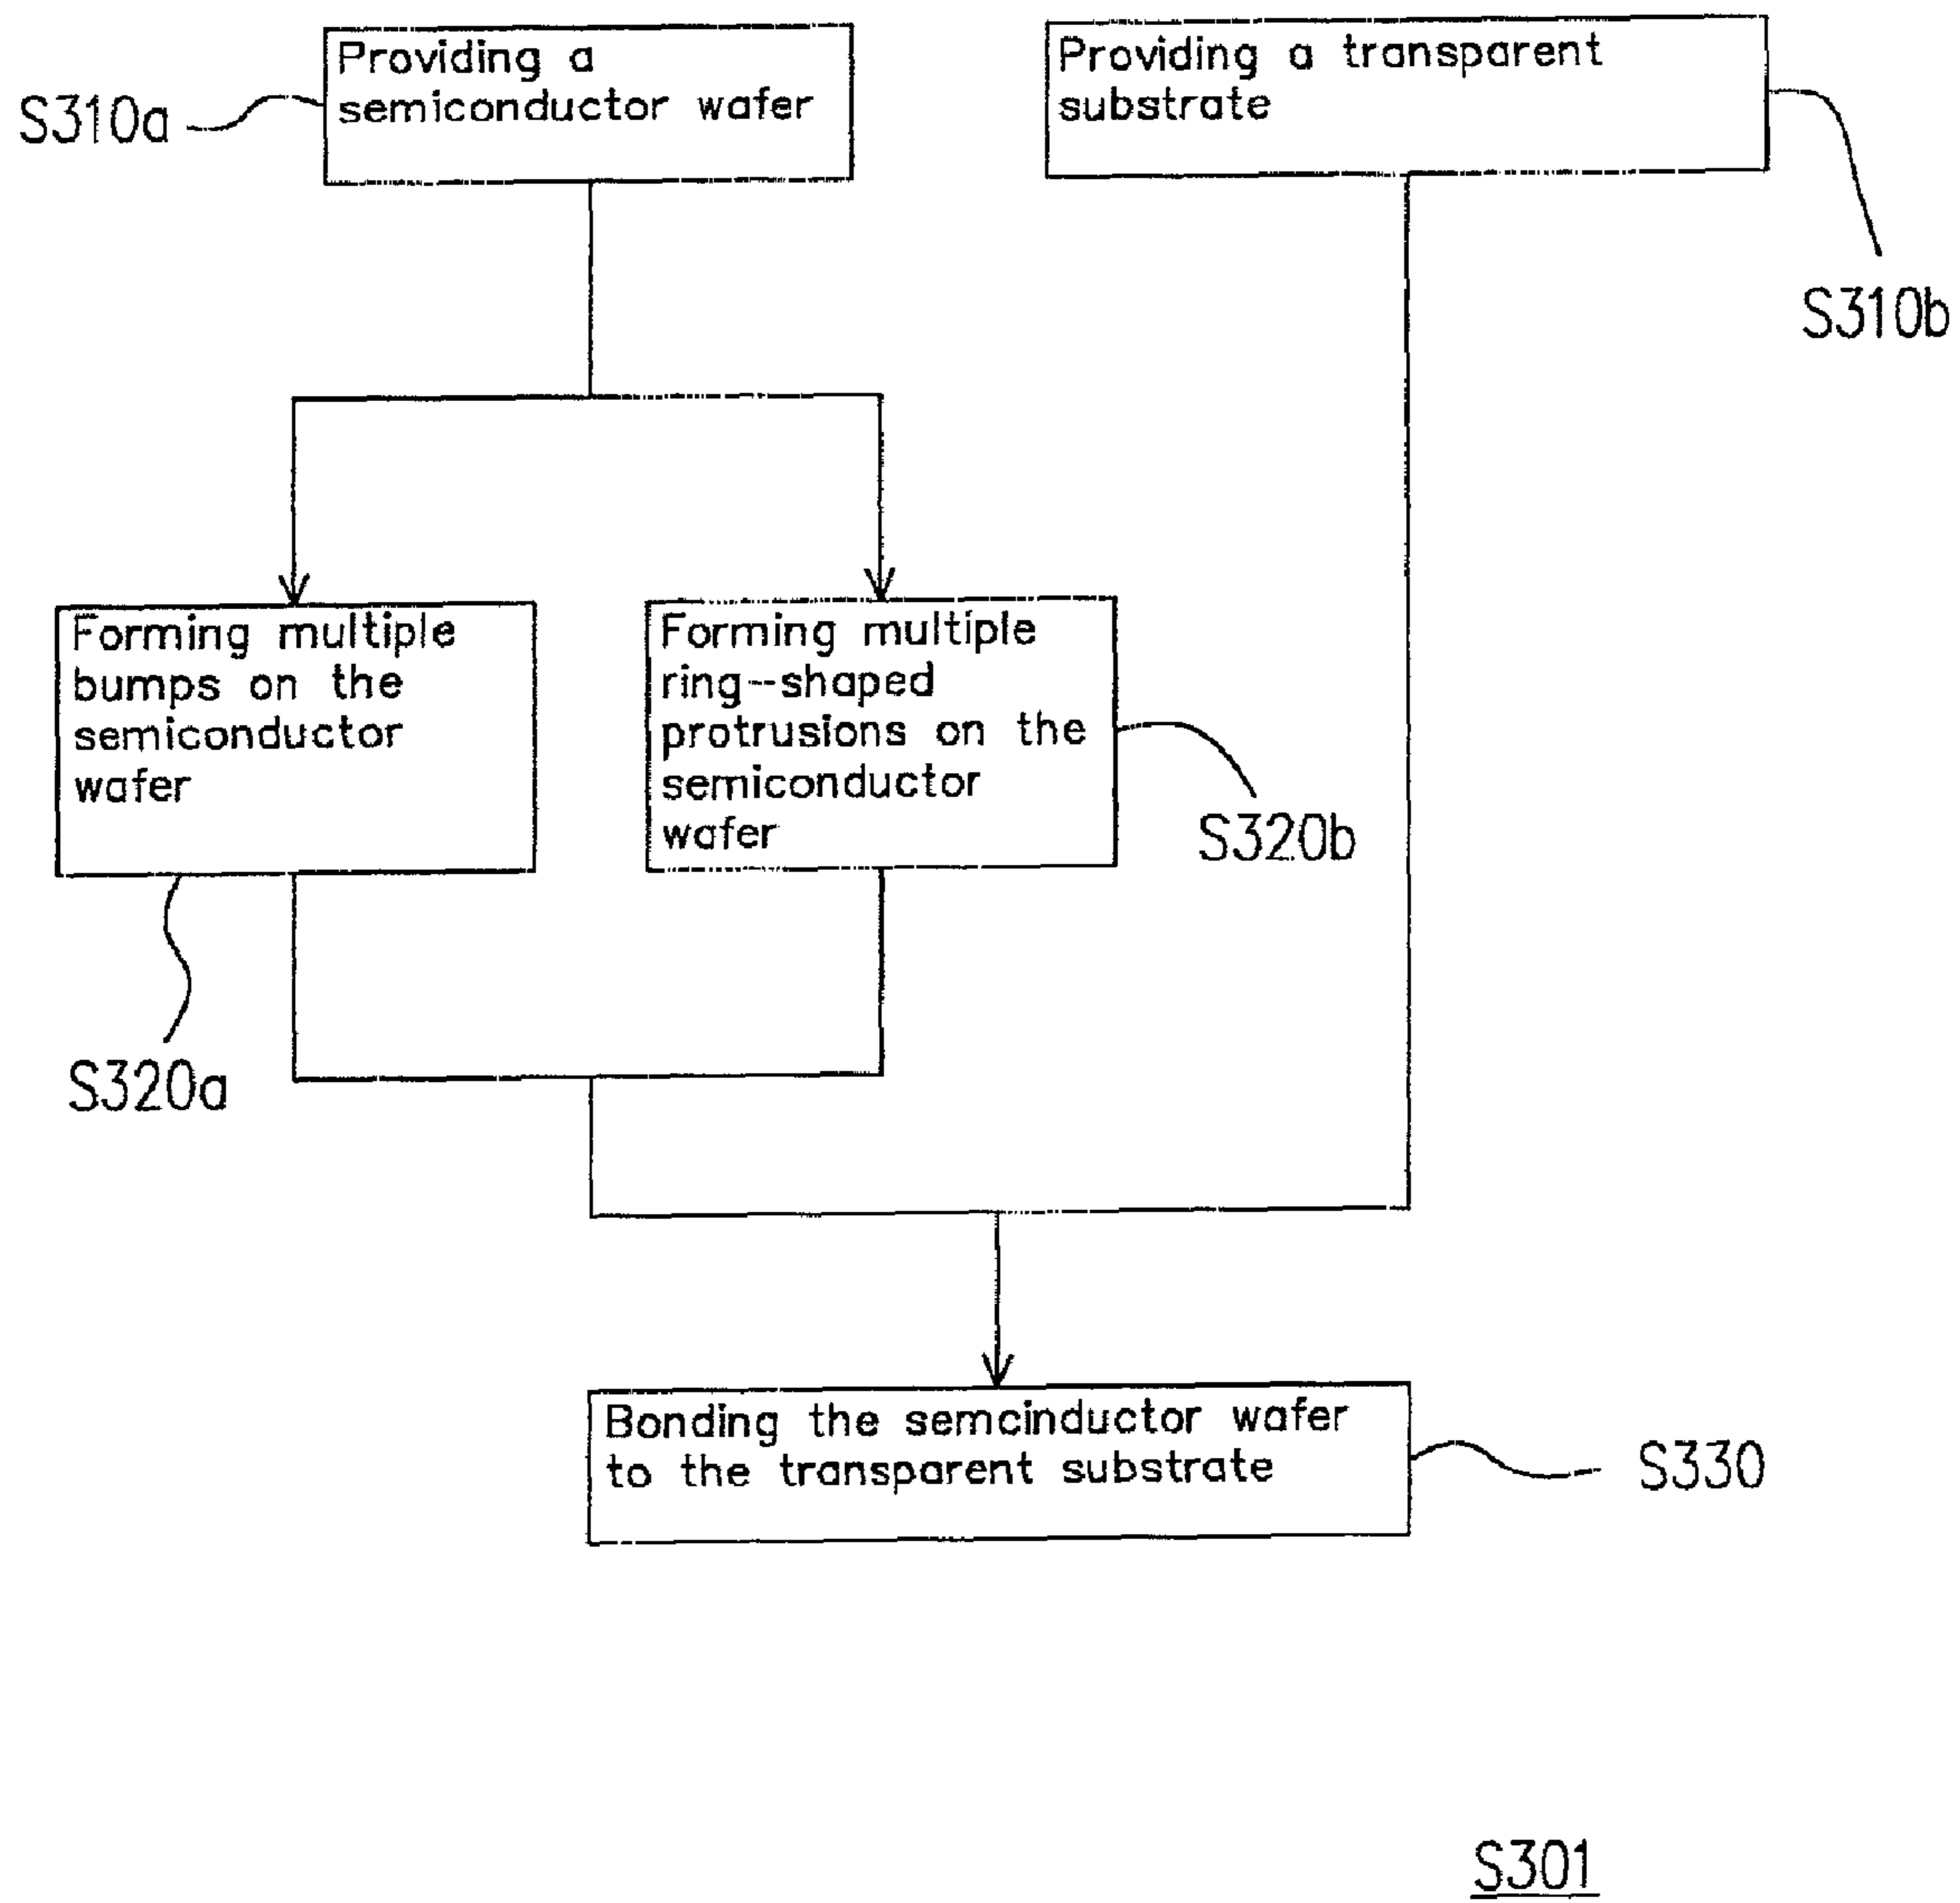 Providing a
semiconductor wafer
S310a
Providing a transparent
substrate
S310b
Forming multiple
bumps on the
semiconductor
wafer
S320a
Forming multiple
ring-shaped
protrusions on the
semiconductor
wafer
S320b
Bonding the semcinductor wafer
to the transparent substrate
S330
S301